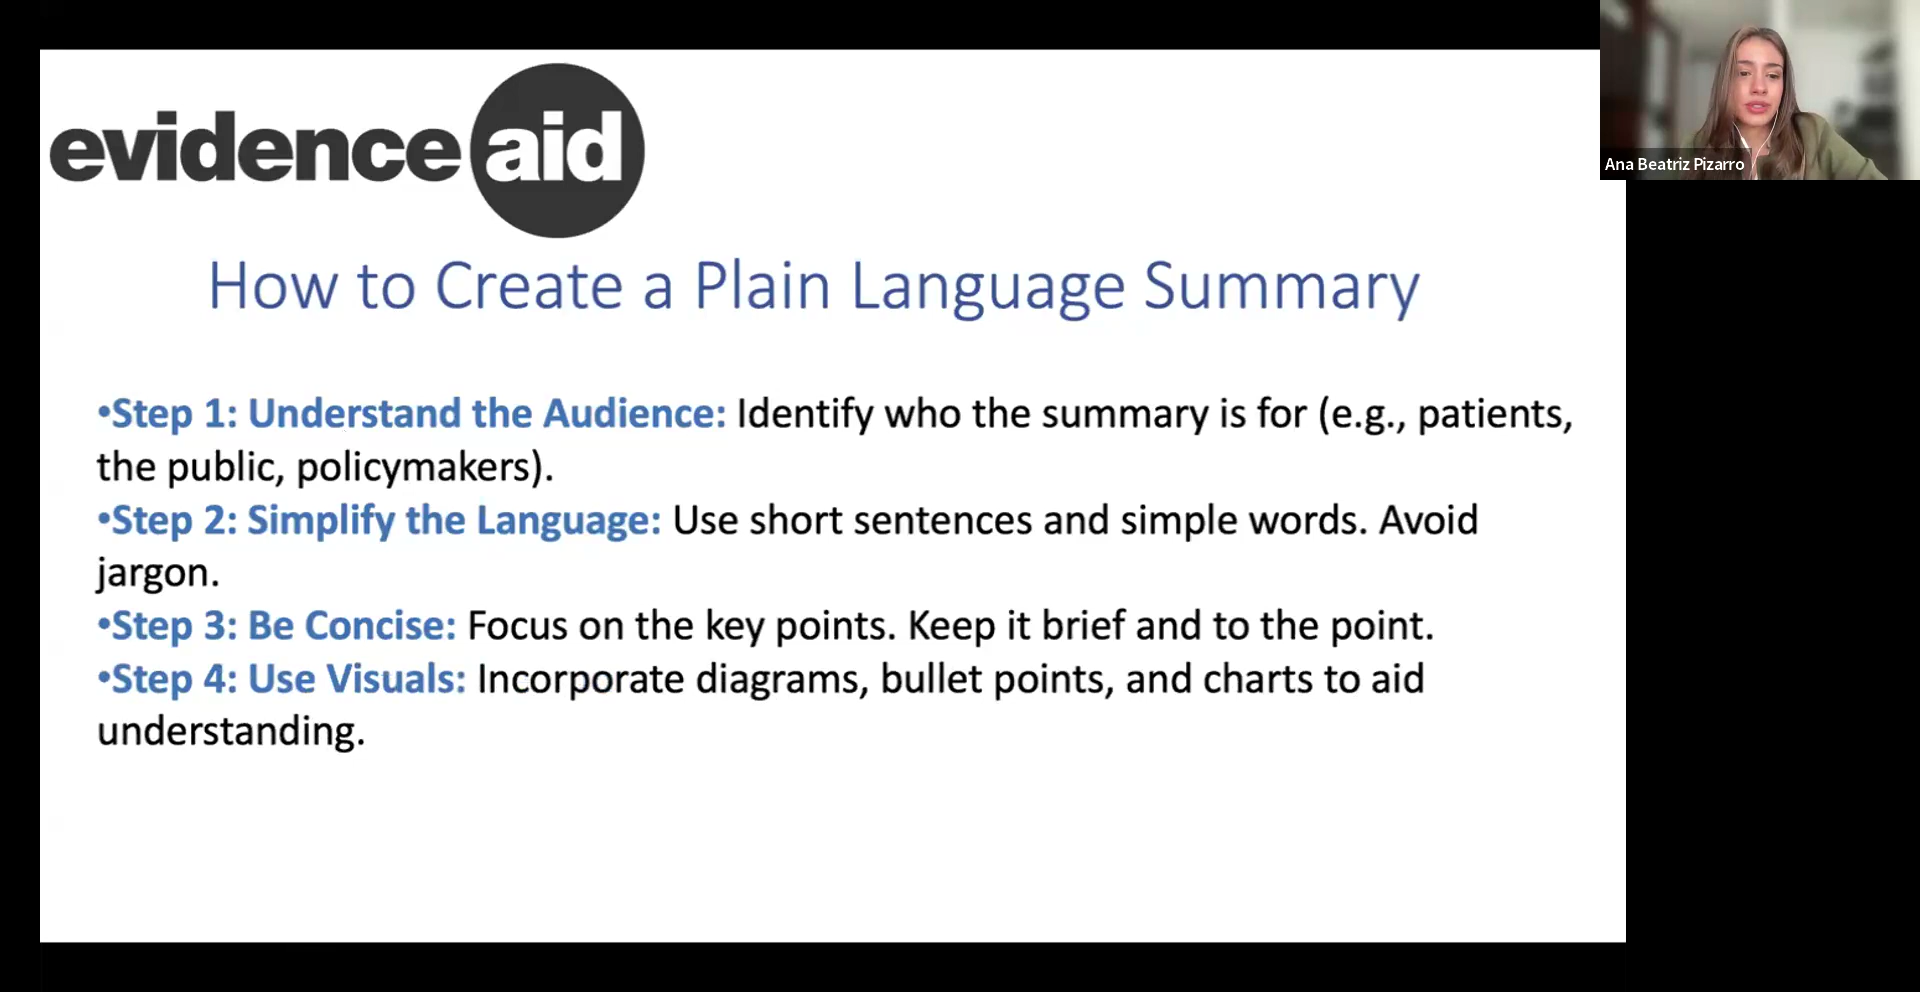 evidence aid
Ana Beatriz Pizarro
How to Create a Plain Language Summary
•Step 1: Understand the Audience: Identify who the summary is for (e.g., patients,
the public, policymakers).
•Step 2: Simplify the Language: Use short sentences and simple words. Avoid
jargon.
•Step 3: Be Concise: Focus on the key points. Keep it brief and to the point.
•Step 4: Use Visuals: Incorporate diagrams, bullet points, and charts to aid
understanding.